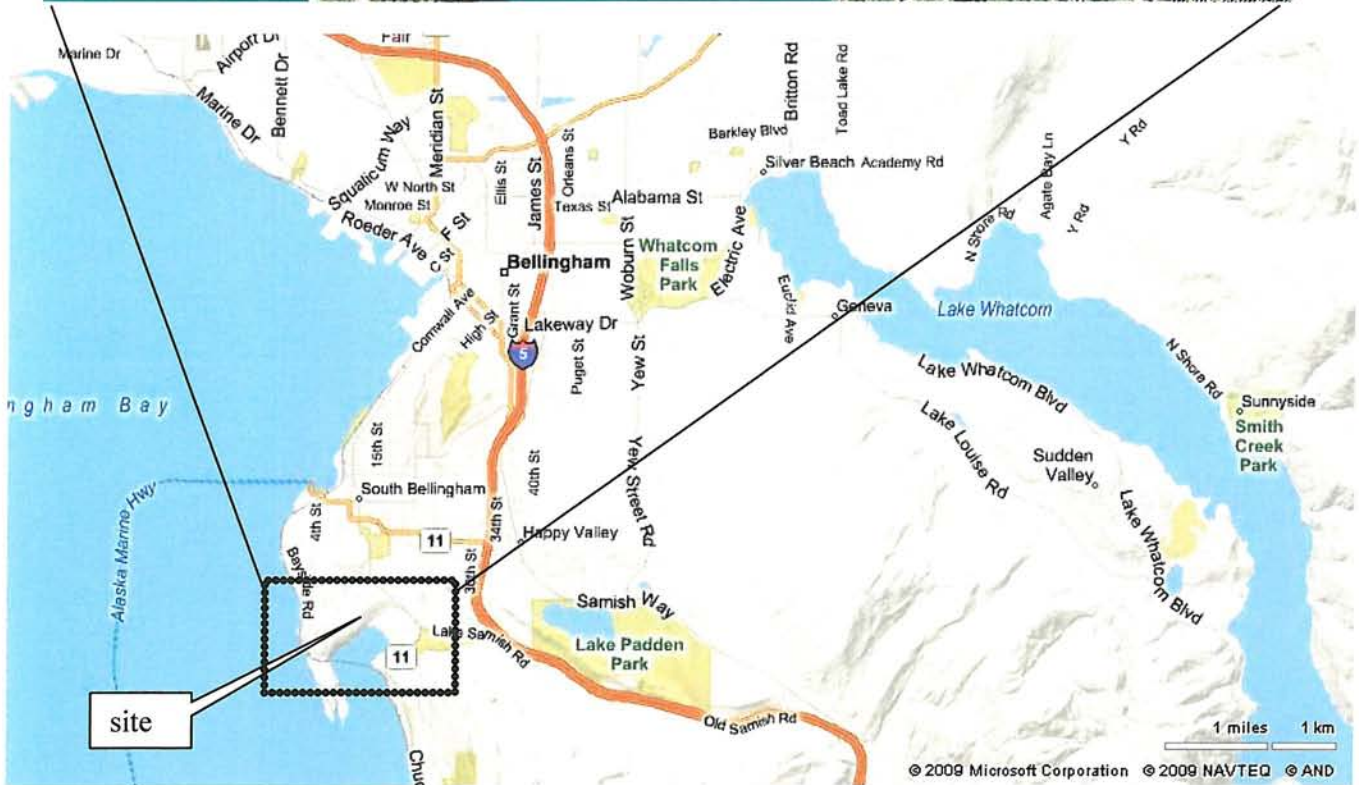 Marine Dr
Airport Dr
Fair
Bennett Dr
Marine Dr
Squalicum Way
Meridian St
Britton Rd
Toad Lake Rd
Barkley Blvd
Silver Beach
Academy Rd
Agate Bay Ln
Y Rd
Ellis St
James St
Orleans St
W North St
Monroe St
Texas St
Alabama St
Roeder Ave
F St
C St
Woburn St
Whatcom
Falls
Park
Electric Ave
N Shore Rd
Y Rd
Bellingham
Euclid Ave
Geneva
Lake Whatcom
Cornwall Ave
High St
Grant St
Lakeway Dr
5
Puget St
Yew St
N Shore Rd
Lake Whatcom Blvd
Sunnyside
Smith
Creek
Park
ngham Bay
15th St
Lake Louise Rd
Sudden
Valley
40th St
Yew Street Rd
South Bellingham
Alaska Marine Hwy
4th St
34th St
11
Happy Valley
Lake Whatcom Blvd
Bayside Rd
36th St
Samish Way
Lake Samish Rd
11
Lake Padden
Park
site
Old Samish Rd
Chuc
1 miles 1 km
© 2009 Microsoft Corporation © 2009 NAVTEQ © AND